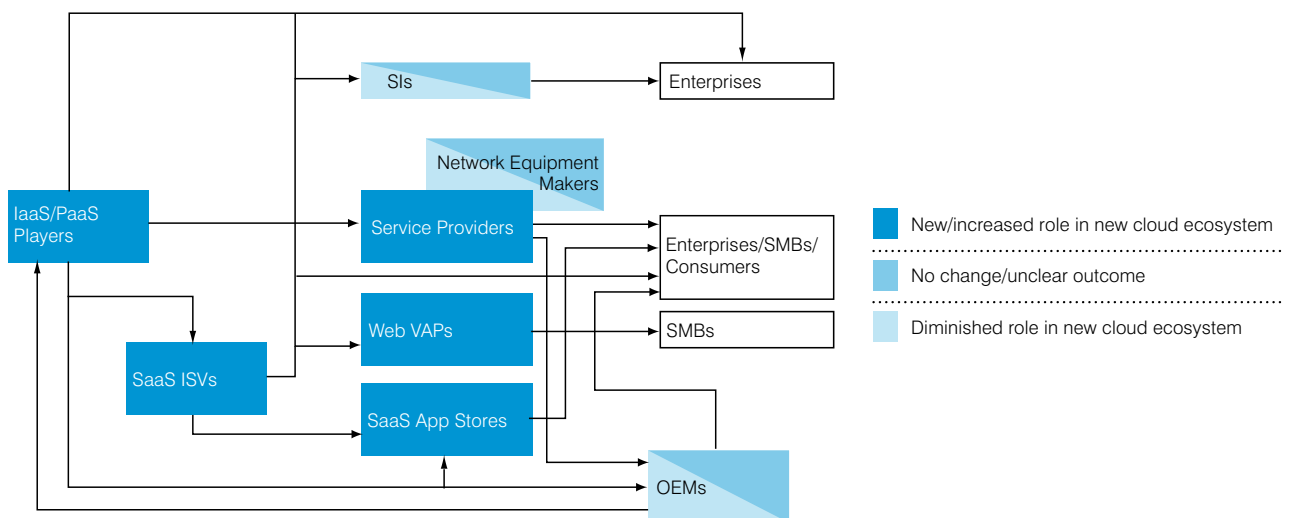 SIs
Enterprises
Network Equipment
Makers
IaaS/PaaS
Players
Service Providers
Enterprises/SMBs/
Consumers
Web VAPs
SMBs
SaaS ISVs
SaaS App Stores
OEMs
New/increased role in new cloud ecosystem
No change/unclear outcome
Diminished role in new cloud ecosystem